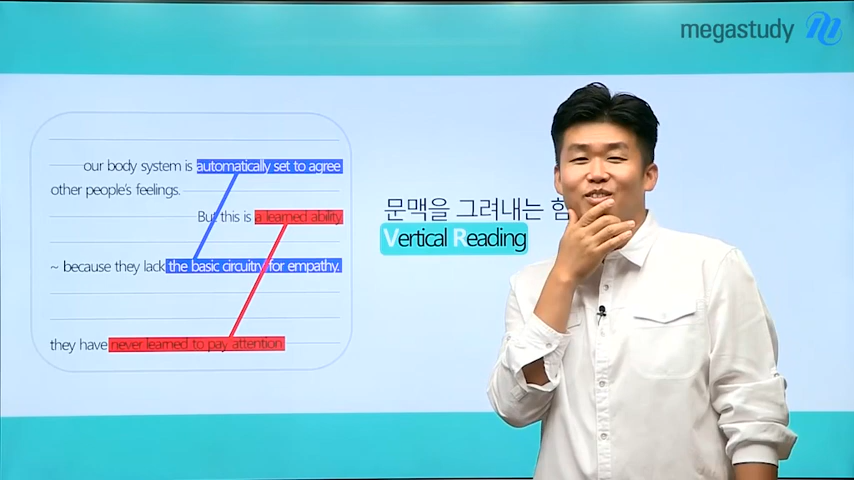 megastudy
our body system is automatically set to agree
other people's feelings.
But this is a learned ability
~ because they lack the basic circuitry for empathy.
they have never learned to pay attention
문맥을 그려내는 힘
Vertical Reading